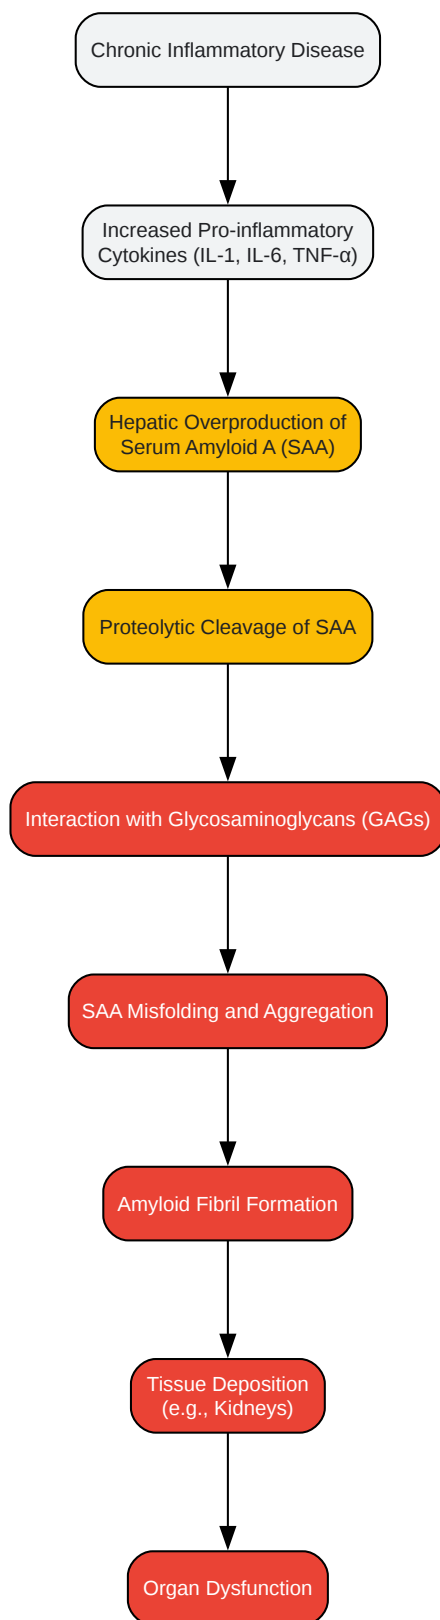 Chronic Inflammatory Disease
Increased Pro-inflammatory
Cytokines (IL-1, IL-6, TNF-α)
Hepatic Overproduction of
Serum Amyloid A (SAA)
Proteolytic Cleavage of SAA
Interaction with Glycosaminoglycans (GAGs)
SAA Misfolding and Aggregation
Amyloid Fibril Formation
Tissue Deposition
(e.g., Kidneys)
Organ Dysfunction